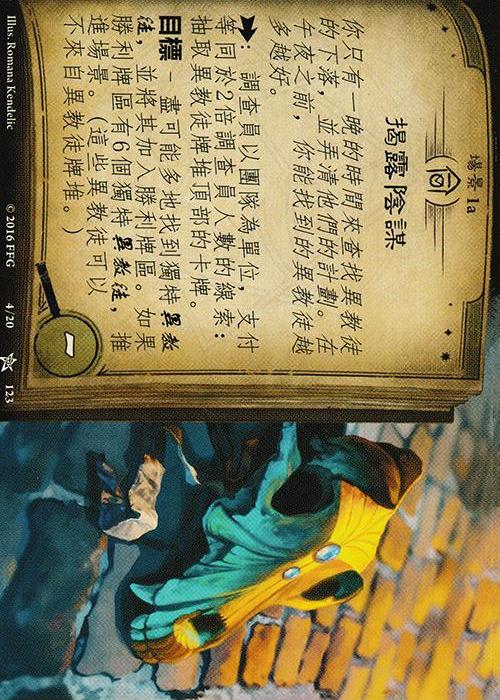 場景 1a
揭露陰謀
你只有一晚的時間來查找異教徒
的下落，並弄清他們的計劃。在
午夜之前，你能找到的異教徒越
多越好。
：調查員以團隊為單位，支付
等同於2倍調查員人數的線索：
抽取異教徒牌堆頂部的卡牌。
目標 – 盡可能多地找到獨特異教
徒，並將其加入勝利牌區。如果
勝利牌區有6個獨特異教徒，推
進場景。（這些異教徒可以
不來自異教徒牌堆。）
一
Illus. Romana Kendelic
© 2016 FFG
4/20
123